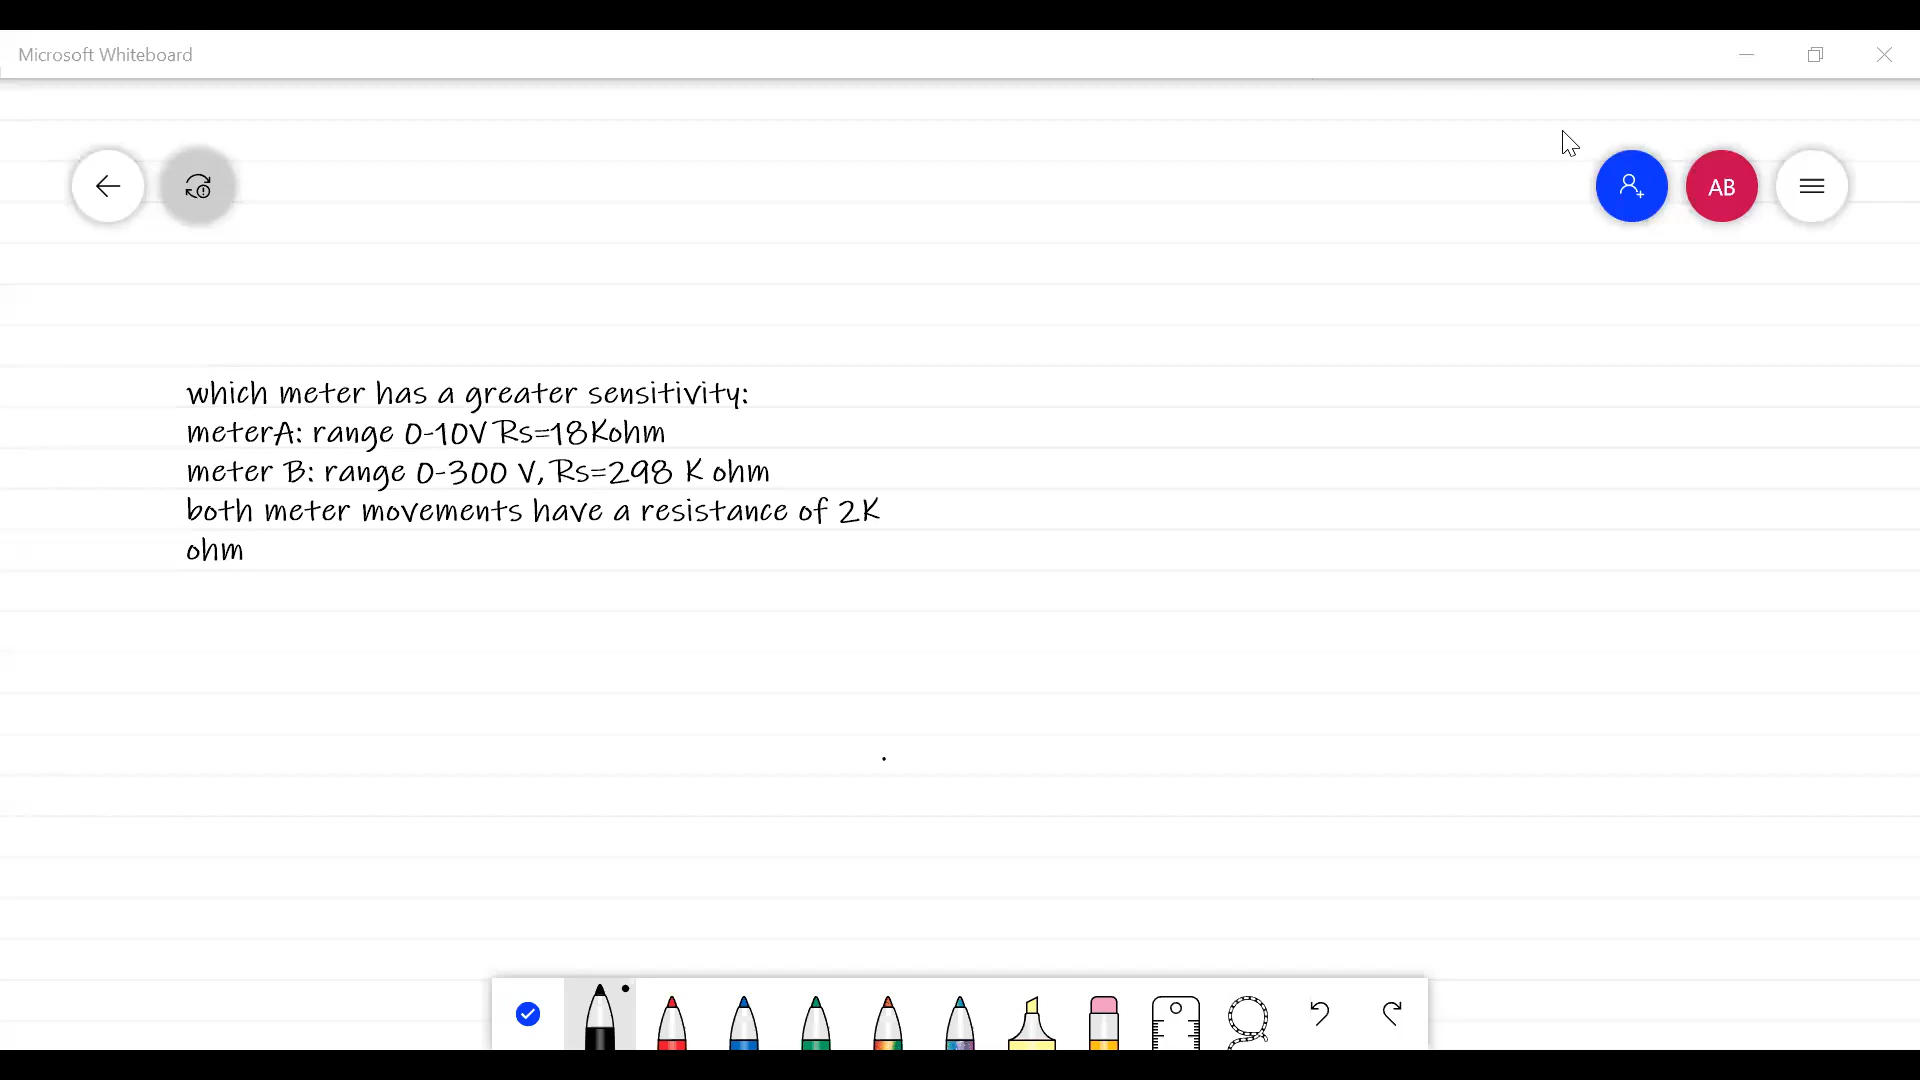 Microsoft Whiteboard
AB
which meter has a greater sensitivity:
meterA: range 0-10V Rs=18Kohm
meter B: range 0-300 V, Rs=298 K ohm
both meter movements have a resistance of 2K
ohm